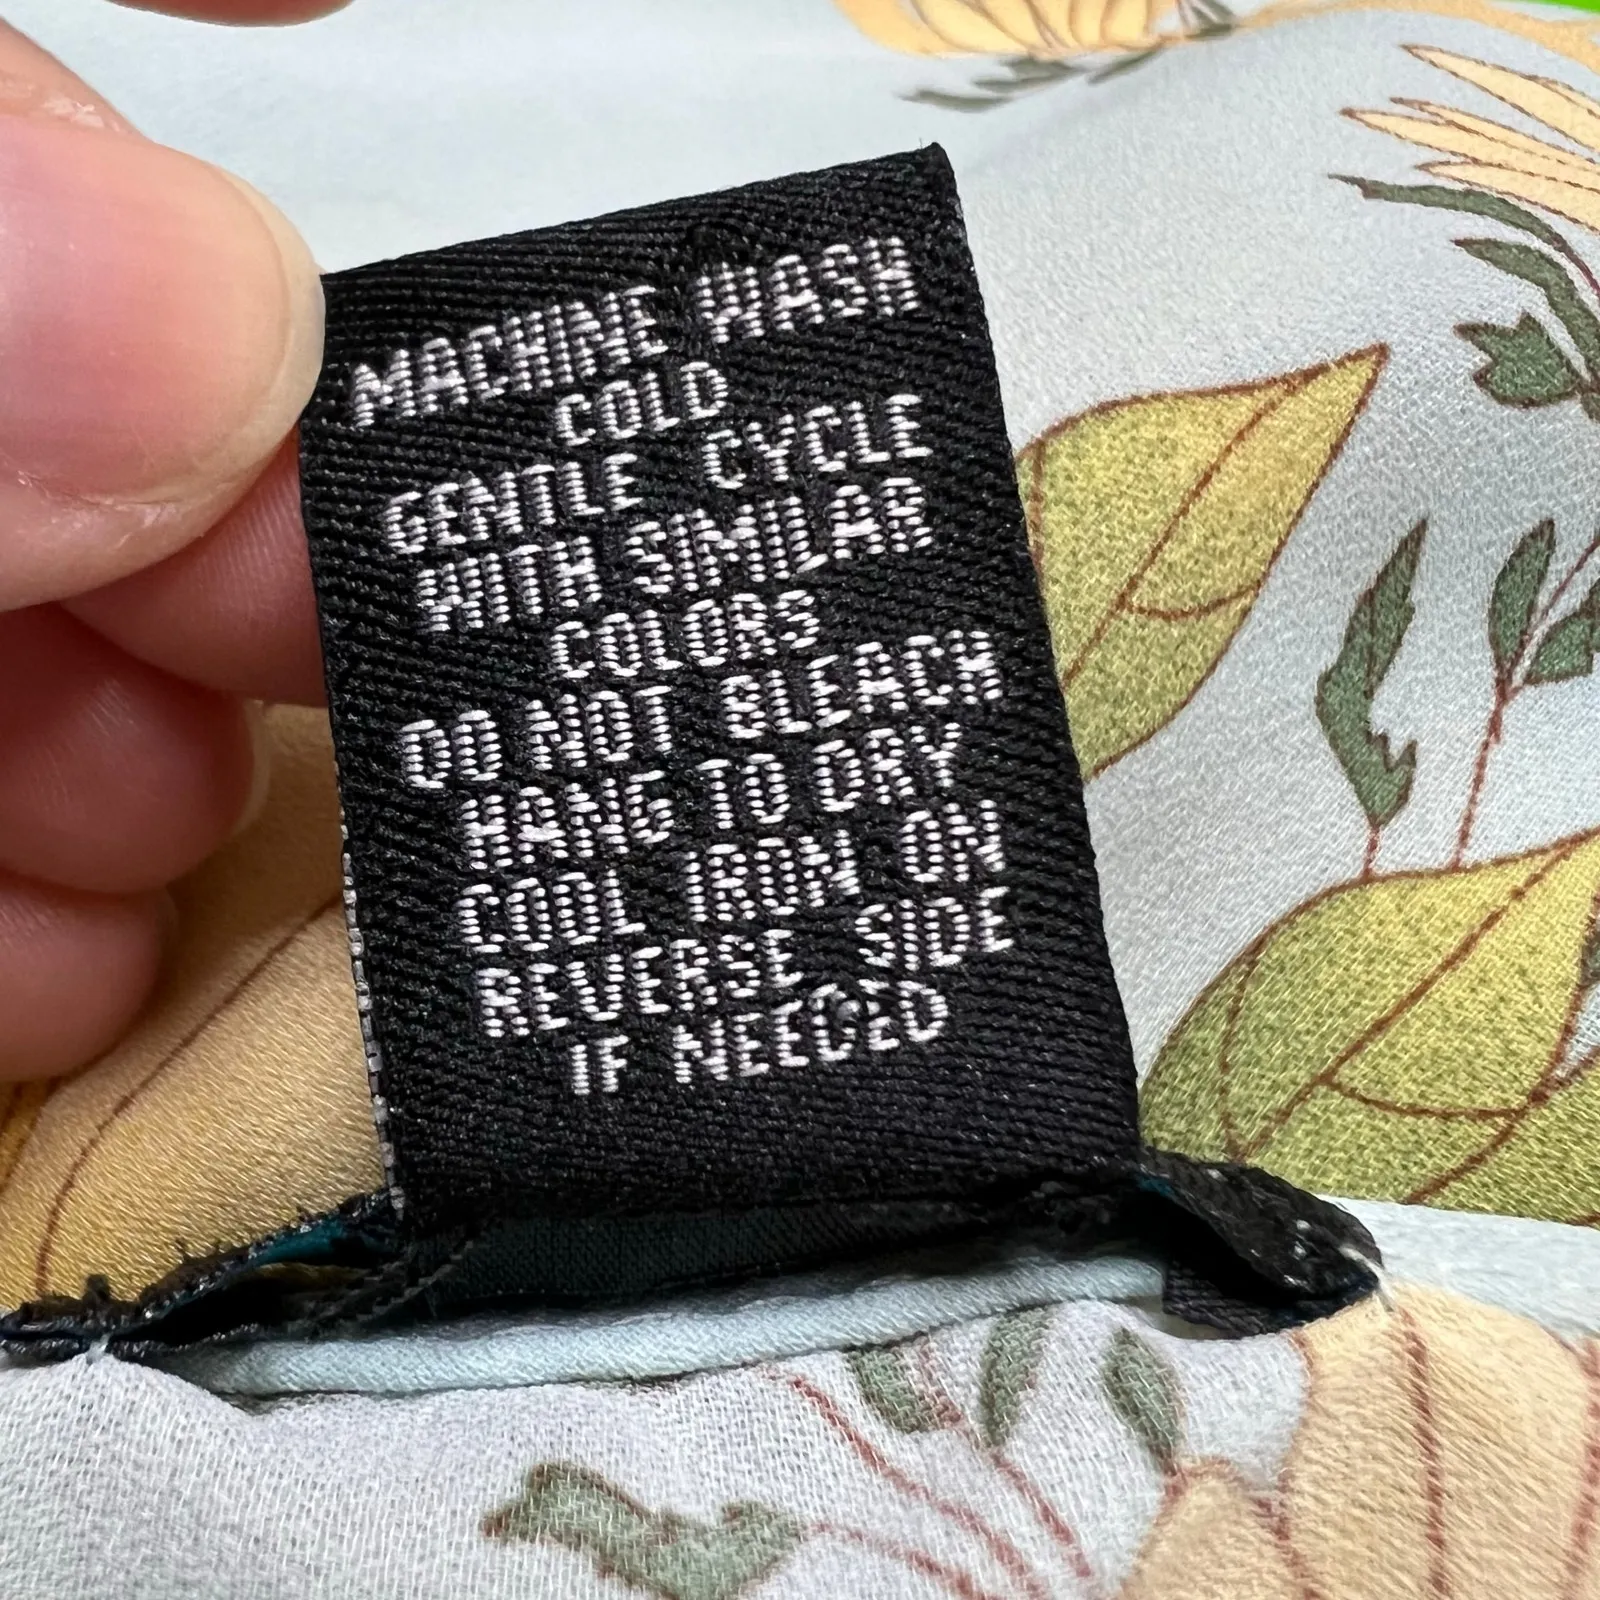 MACHINE WASH
COLD
GENTLE CYCLE
WITH SIMILAR
COLORS
DO NOT BLEACH
HANG TO DRY
COOL IRON ON
REVERSE SIDE
IF NEEDED